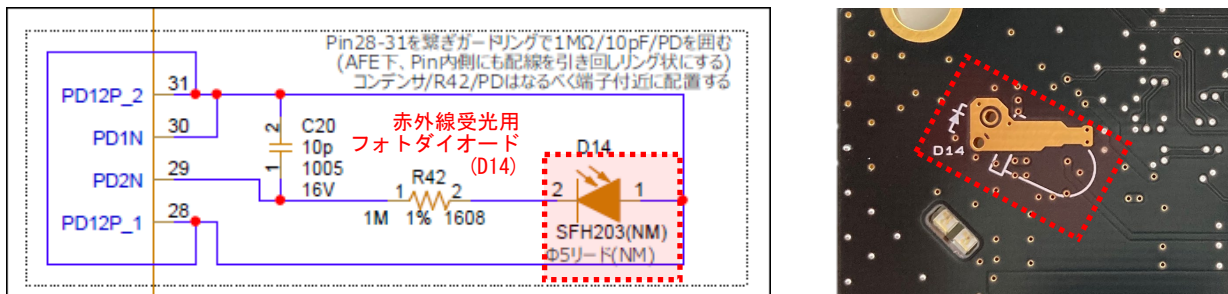 Pin28-31を繋ぎガードリングで1MΩ/10pF/PDを囲む
(AFE下、Pin内側にも配線を引き回しリング状にする)
コンデンサ/R42/PDはなるべく端子付近に配置する
PD12P_2
31
PD1N
30
PD2N
29
PD12P_1
28
2
1
C20
10p
1005
16V
赤外線受光用
フォトダイオード
(D14)
1
R42
2
1M
1%
1608
D14
2
1
SFH203(NM)
Φ5リード(NM)
D14